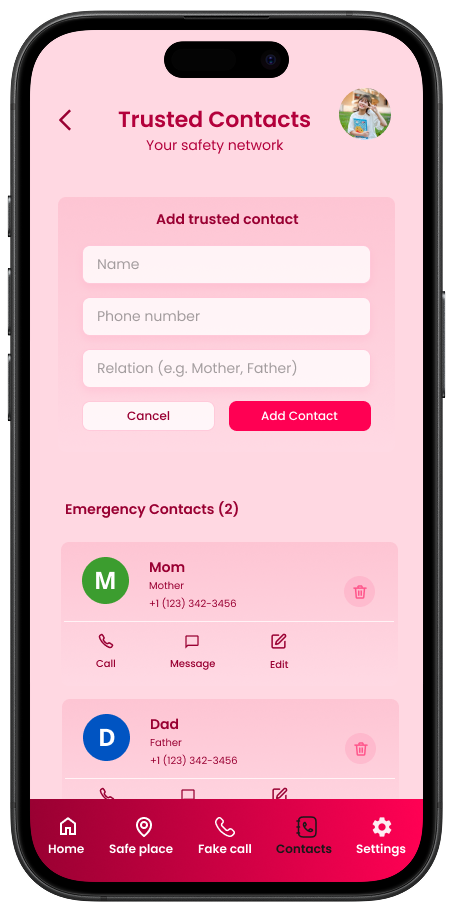 Trusted Contacts
Your safety network
Add trusted contact
Name
Phone number
Relation (e.g. Mother, Father)
Cancel
Add Contact
Emergency Contacts (2)
M
Mom
Mother
+1 (123) 342-3456
Call
Message
Edit
D
Dad
Father
+1 (123) 342-3456
Home
Safe place
Fake call
Contacts
Settings